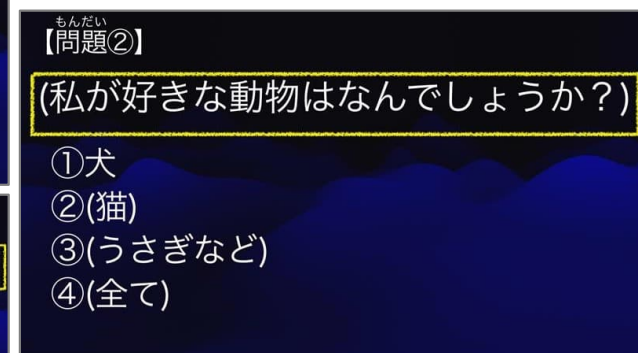 もんだい
【問題②】
(私が好きな動物はなんでしょうか？)
①犬
②(猫)
③(うさぎなど)
④(全て)